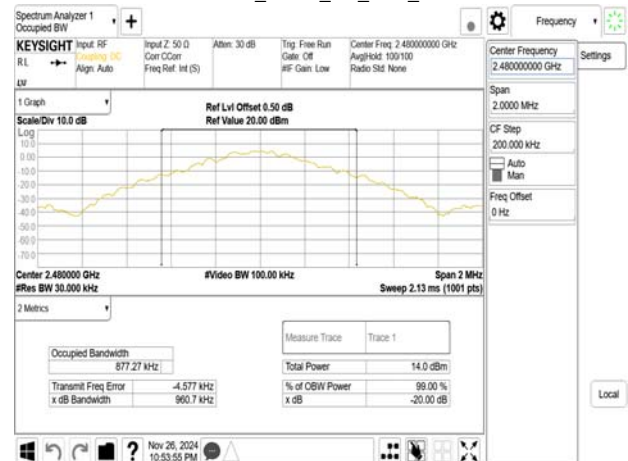 Spectrum Analyzer 1
Occupied BW
Frequency
KEYSIGHT
RL
Input: RF
Coupling: DC
Align: Auto
Input Z: 50 Ω
Corr CCorr
Freq Ref: Int (S)
Atten: 30 dB
Trig: Free Run
Gate: Off
#IF Gain: Low
Center Freq: 2.480000000 GHz
Avg|Hold: 100/100
Radio Std: None
Center Frequency
2.480000000 GHz
Settings
Span
2.0000 MHz
CF Step
200.000 kHz
Auto
Man
Freq Offset
0 Hz
1 Graph
Scale/Div 10.0 dB
Ref Lvl Offset 0.50 dB
Ref Value 20.00 dBm
Log
10.0
0.00
-10.0
-20.0
-30.0
-40.0
-50.0
-60.0
-70.0
Center 2.480000 GHz
#Video BW 100.00 kHz
Span 2 MHz
#Res BW 30.000 kHz
Sweep 2.13 ms (1001 pts)
2 Metrics
Measure Trace
Trace 1
Occupied Bandwidth
877.27 kHz
Total Power
14.0 dBm
Transmit Freq Error
-4.577 kHz
% of OBW Power
99.00 %
x dB Bandwidth
960.7 kHz
x dB
-20.00 dB
Local
Nov 26, 2024
10:53:55 PM